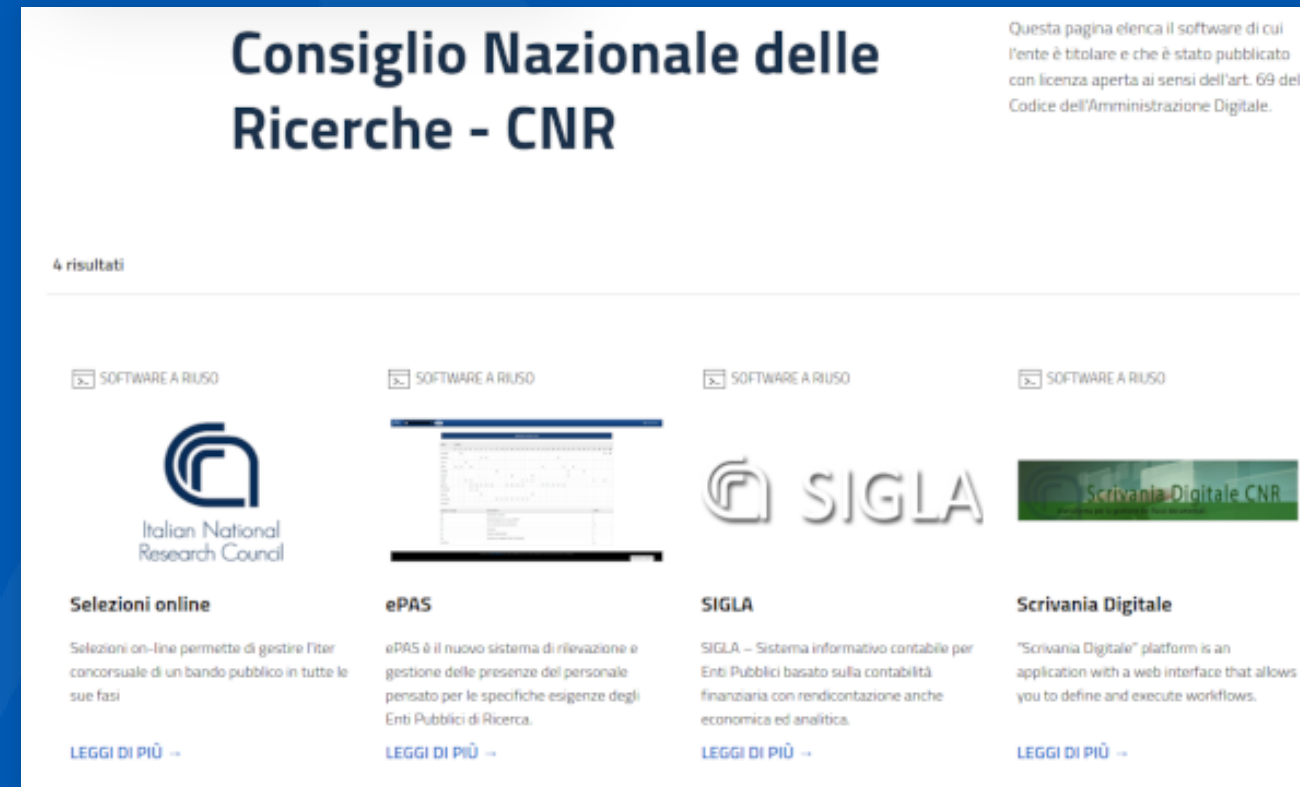 Consiglio Nazionale delle
Ricerche - CNR
Questa pagina elenca il software di cui
l'ente è titolare e che è stato pubblicato
con licenza aperta ai sensi dell'art. 69 del
Codice dell'Amministrazione Digitale.
4 risultati
SOFTWARE A RIUSO
SOFTWARE A RIUSO
SOFTWARE A RIUSO
SOFTWARE A RIUSO
Italian National
Research Council
SIGLA
Scrivania Digitale CNR
Selezioni online
Selezioni on-line permette di gestire l'iter
concorsuale di un bando pubblico in tutte le
sue fasi
LEGGI DI PIÙ →
ePAS
ePAS è il nuovo sistema di rilevazione e
gestione delle presenze del personale
pensato per le specifiche esigenze degli
Enti Pubblici di Ricerca.
LEGGI DI PIÙ →
SIGLA
SIGLA – Sistema informativo contabile per
Enti Pubblici basato sulla contabilità
finanziaria con rendicontazione anche
economica ed analitica.
LEGGI DI PIÙ →
Scrivania Digitale
"Scrivania Digitale" platform is an
application with a web interface that allows
you to define and execute workflows.
LEGGI DI PIÙ →